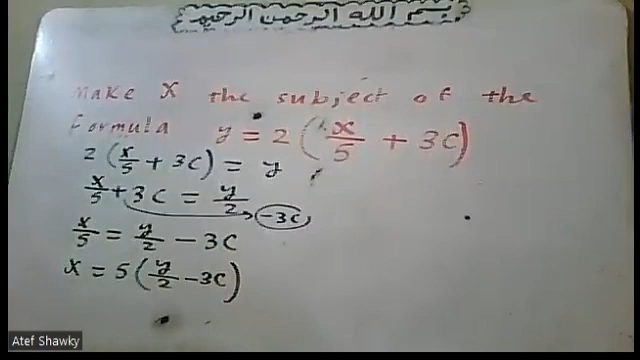 بسم الله الرحمن الرحيم
Make X the subject of the
formula y = 2 ( x/5 + 3C )
2 ( x/5 + 3C ) = y
x/5 + 3C = y/2
-3C
x/5 = y/2 - 3C
x = 5 ( y/2 - 3C )
Atef Shawky